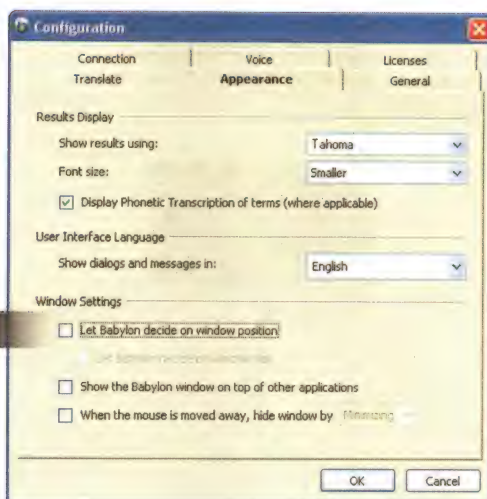 Configuration
Connection Voice Licenses
Translate Appearance General
Results Display
Show results using: Tahoma
Font size: Smaller
Display Phonetic Transcription of terms (where applicable)
User Interface Language
Show dialogs and messages in: English
Window Settings
Let Babylon decide on window position
Let Babylon
Show the Babylon window on top of other applications
When the mouse is moved away, hide window by Minimizing
OK Cancel